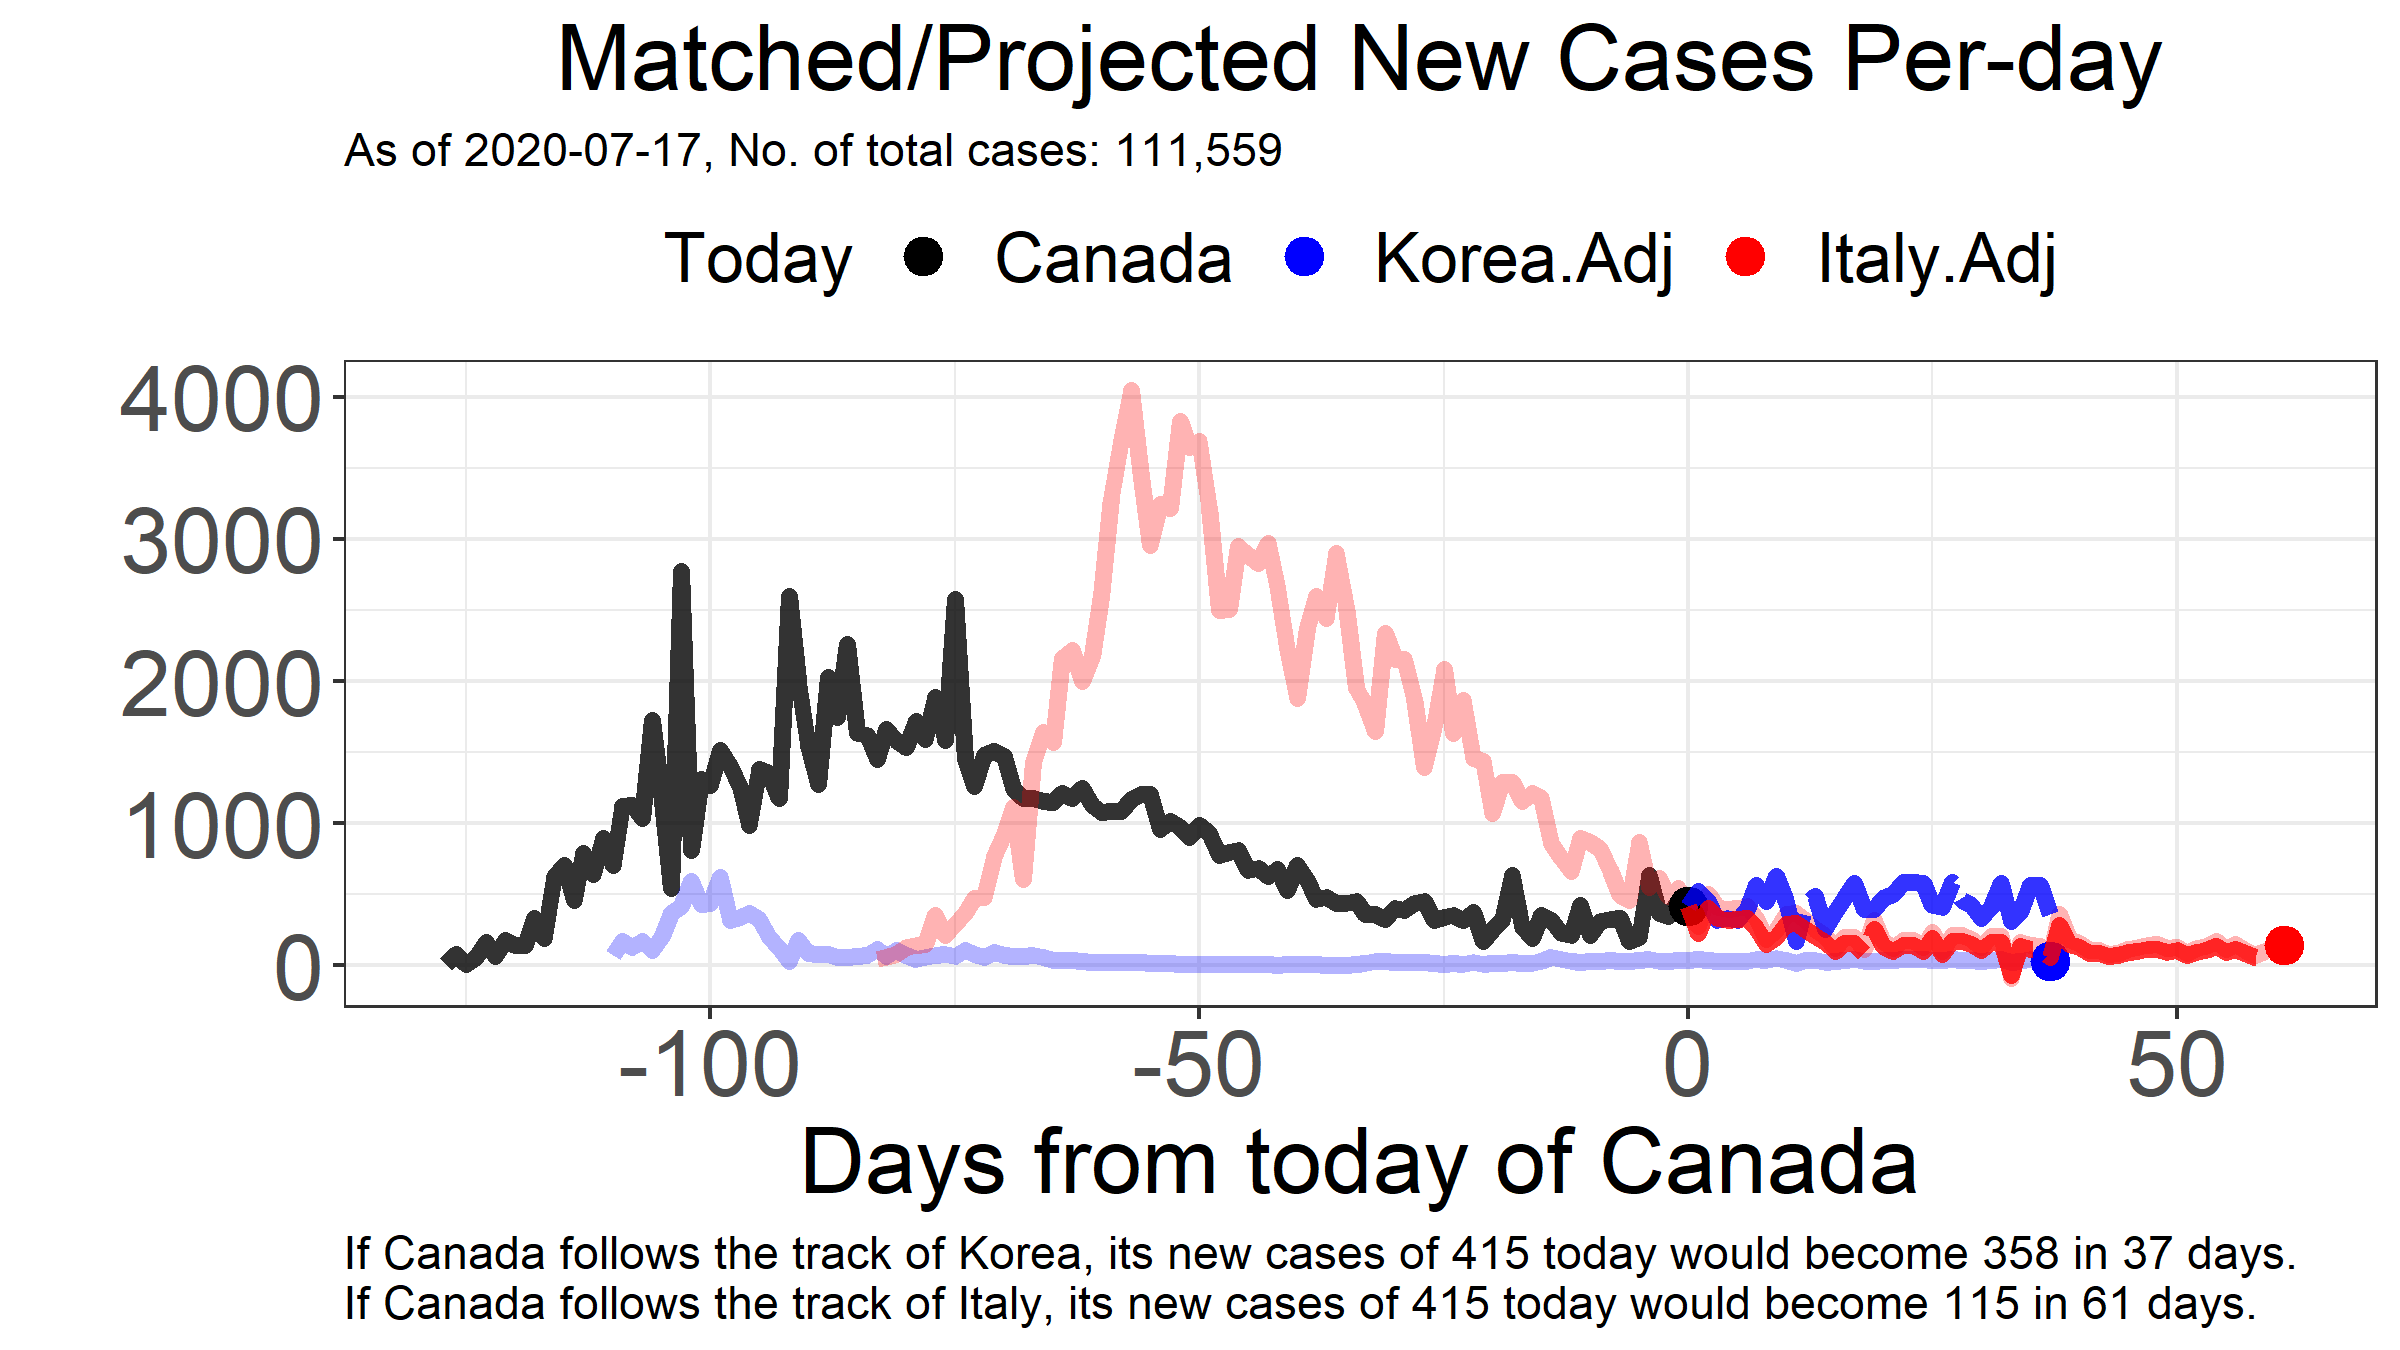 Matched/Projected New Cases Per-day
As of 2020-07-17, No. of total cases: 111,559
Today Canada Korea.Adj Italy.Adj
4000
3000
2000
1000
0
-100 -50 0 50
Days from today of Canada
If Canada follows the track of Korea, its new cases of 415 today would become 358 in 37 days.
If Canada follows the track of Italy, its new cases of 415 today would become 115 in 61 days.